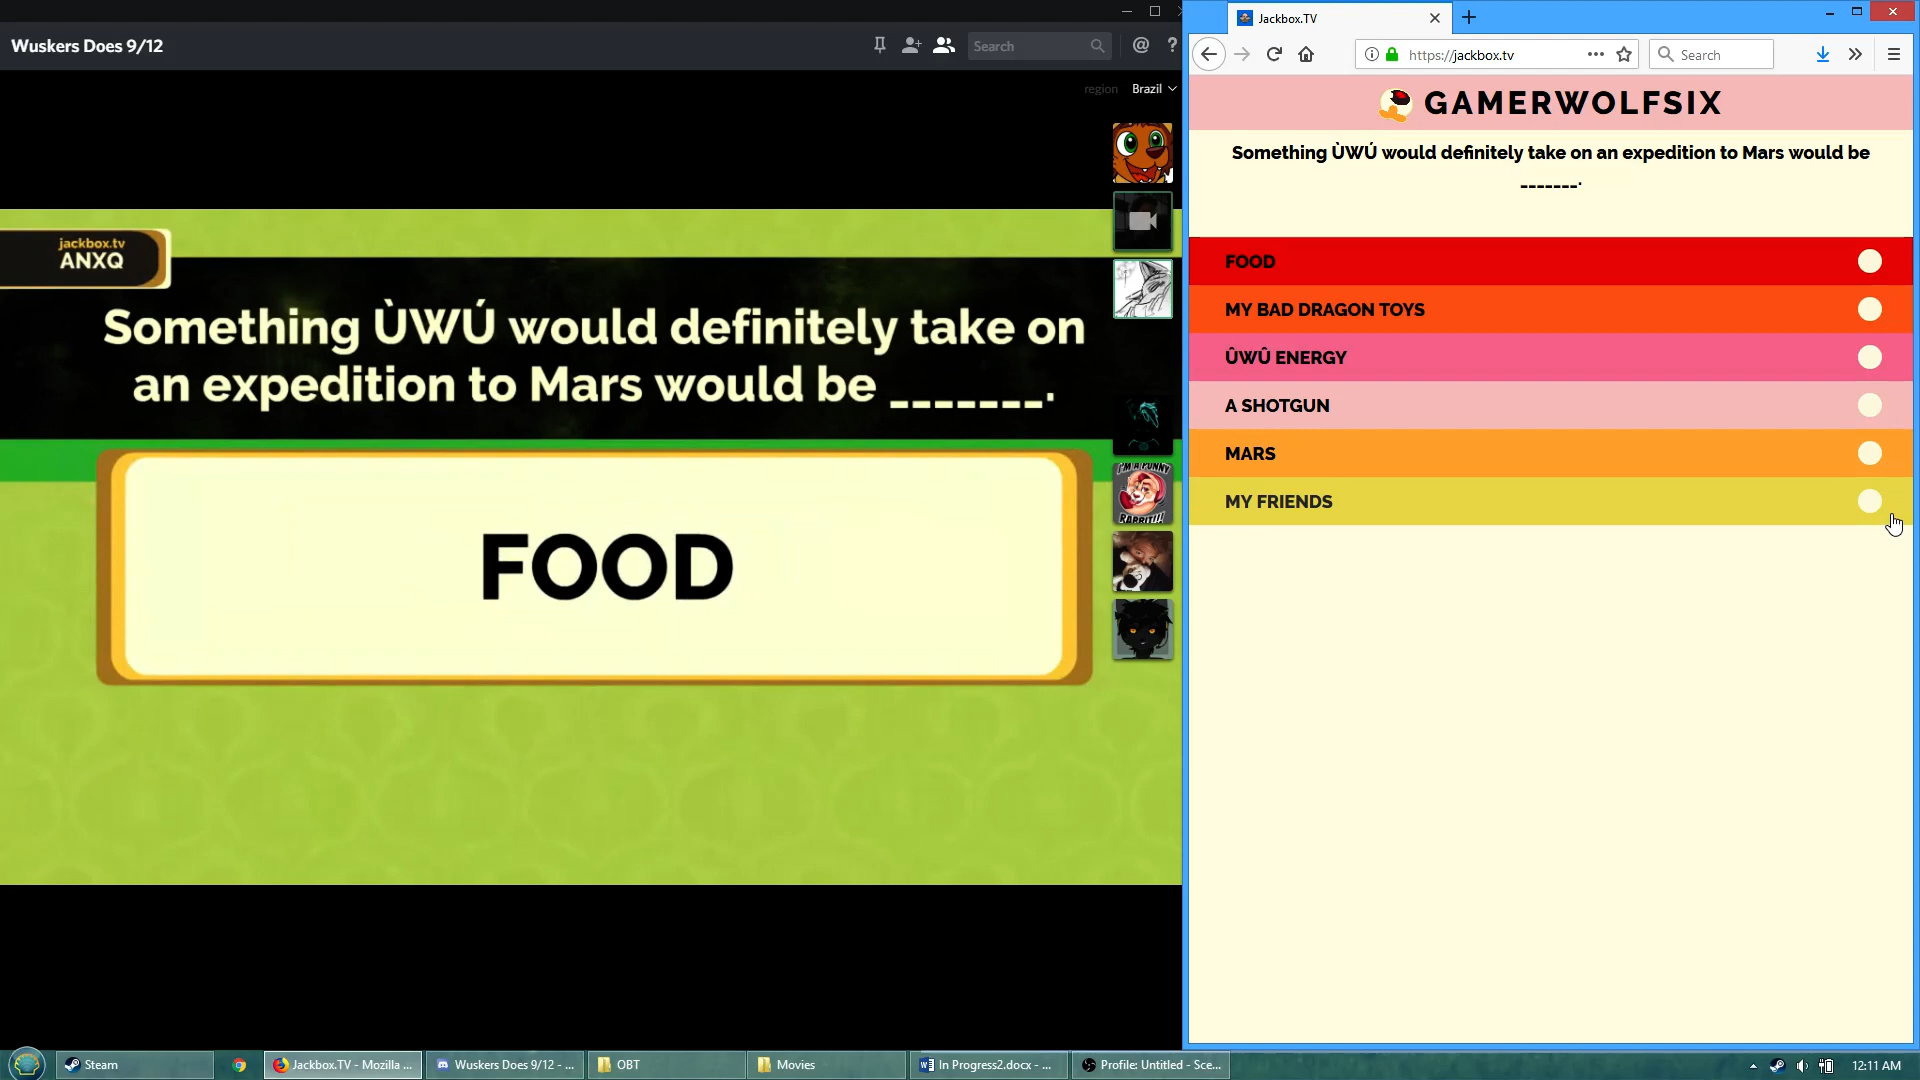 Wuskers Does 9/12
Search
region Brazil
jackbox.tv
ANXQ
Something ÙWÚ would definitely take on
an expedition to Mars would be _______.
FOOD
I'M A FUNNY
RABBIT!!!
Jackbox.TV
https://jackbox.tv
Search
GAMERWOLFSIX
Something ÙWÚ would definitely take on an expedition to Mars would be
_______.
FOOD
MY BAD DRAGON TOYS
ÛWÛ ENERGY
A SHOTGUN
MARS
MY FRIENDS
Steam
Jackbox.TV - Mozilla ...
Wuskers Does 9/12 - ...
OBT
Movies
In Progress2.docx - ...
Profile: Untitled - Sce...
12:11 AM